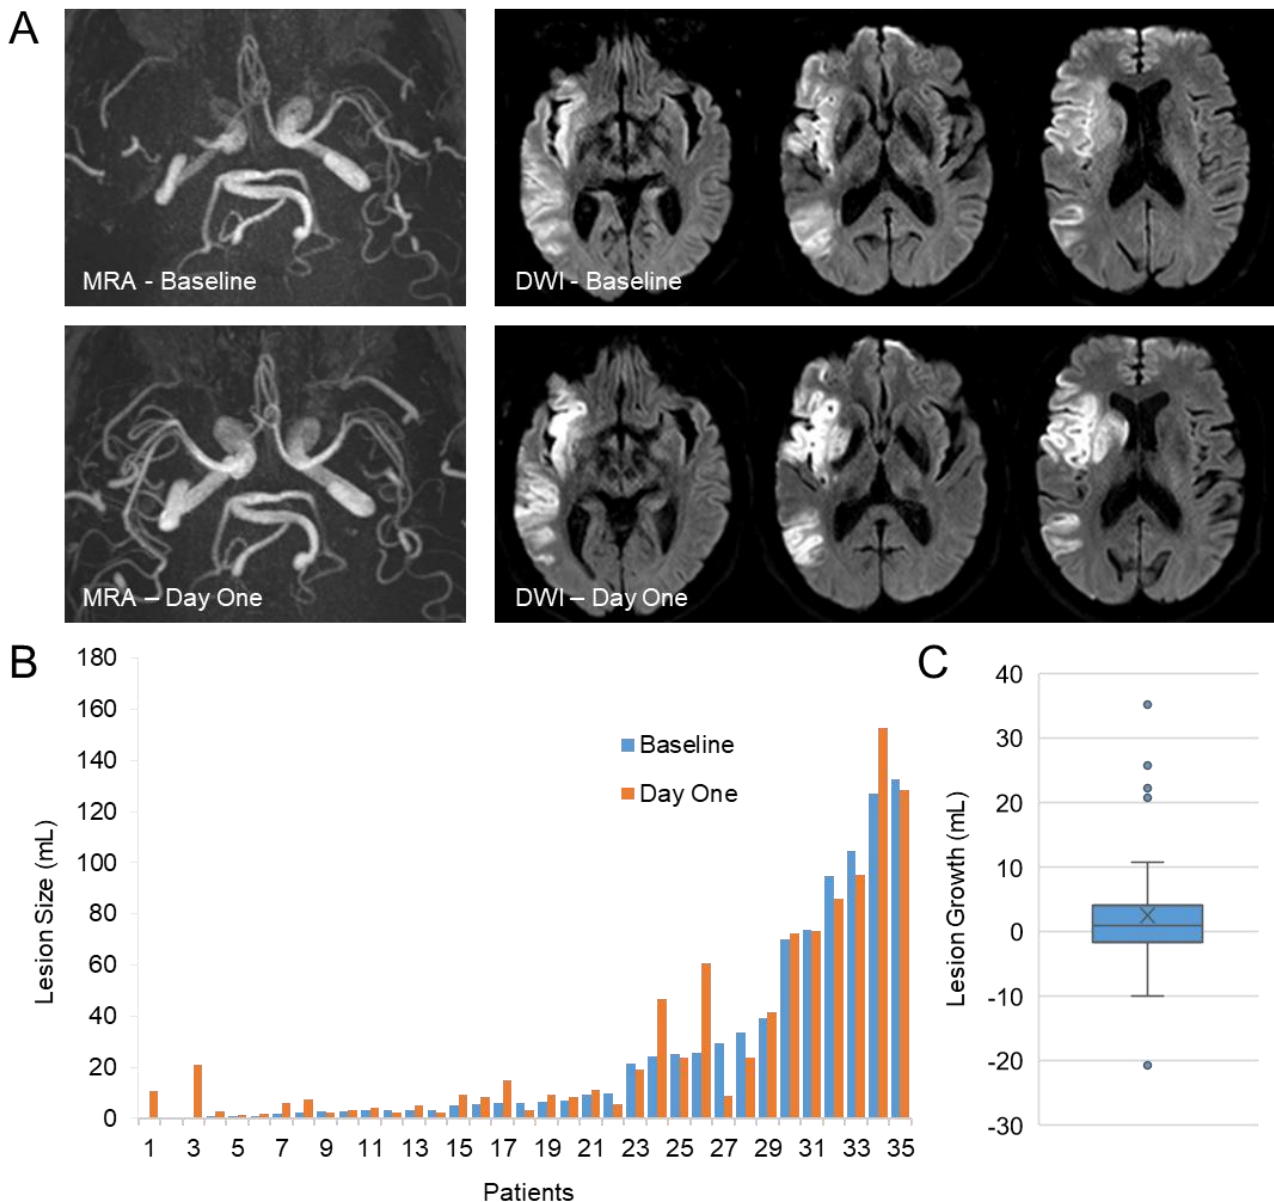 A
MRA - Baseline
DWI - Baseline
MRA – Day One
DWI – Day One
B
180
160
140
120
100
80
60
40
20
0
Lesion Size (mL)
Baseline
Day One
1 3 5 7 9 11 13 15 17 19 21 23 25 27 29 31 33 35
Patients
C
40
30
20
10
0
-10
-20
-30
Lesion Growth (mL)